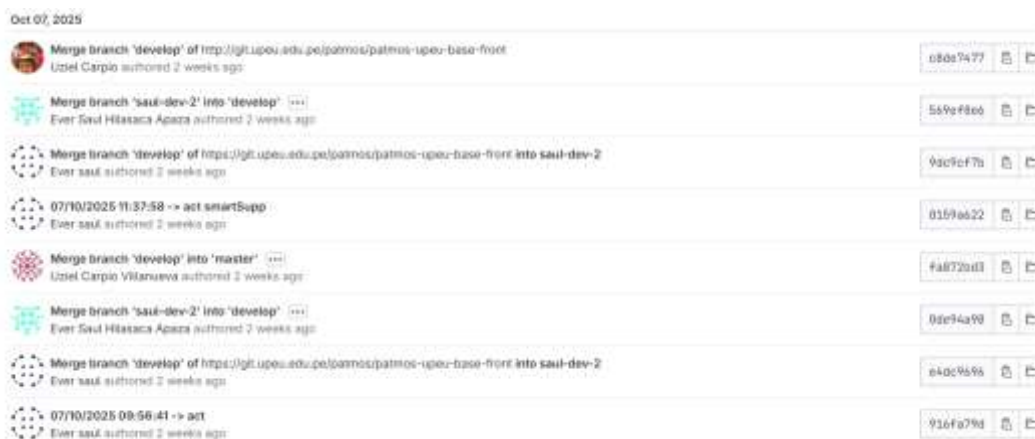 Oct 07, 2025
Merge branch 'develop' of http://git.upeu.edu.pe/patmos/patmos-upeu-base-front
Uziel Carpio authored 2 weeks ago
c8de7477
Merge branch 'saul-dev-2' into 'develop'
Ever Saul Hilasaca Apaza authored 2 weeks ago
569ef8e6
Merge branch 'develop' of https://git.upeu.edu.pe/patmos/patmos-upeu-base-front into saul-dev-2
Ever saul authored 2 weeks ago
9dc9cf7b
07/10/2025 11:37:58 -> act smartSupp
Ever saul authored 2 weeks ago
0159a622
Merge branch 'develop' into 'master'
Uziel Carpio Villanueva authored 2 weeks ago
fa872bd3
Merge branch 'saul-dev-2' into 'develop'
Ever Saul Hilasaca Apaza authored 2 weeks ago
0de94a90
Merge branch 'develop' of https://git.upeu.edu.pe/patmos/patmos-upeu-base-front into saul-dev-2
Ever saul authored 2 weeks ago
e4dc9696
07/10/2025 09:56:41 -> act
Ever saul authored 2 weeks ago
916fa79d